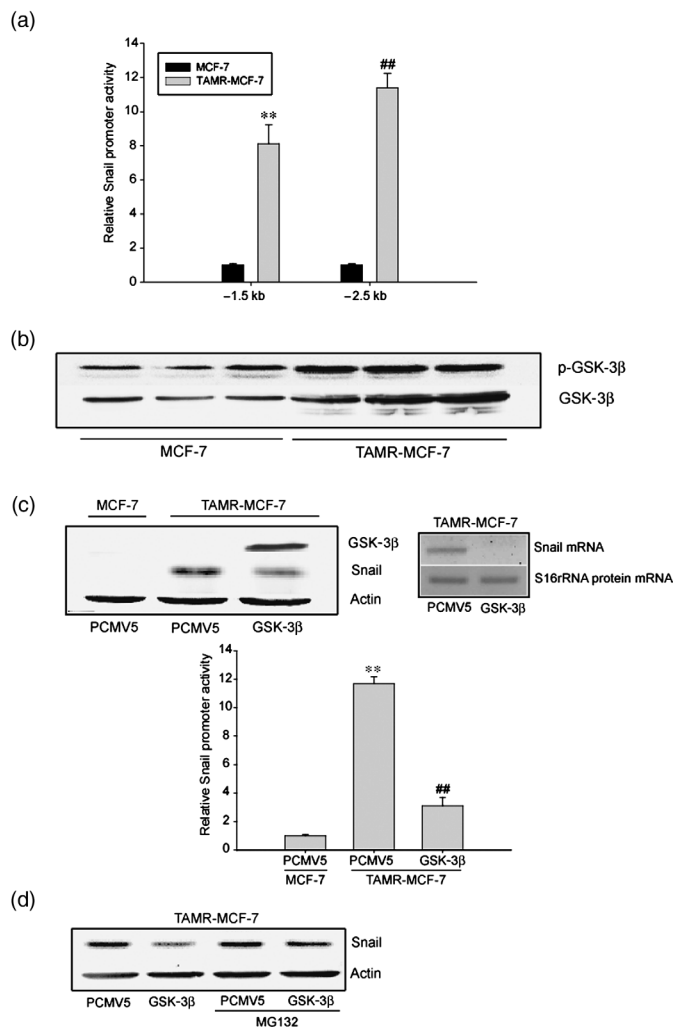 (a)
Relative Snail promoter activity
14
12
10
8
6
4
2
0
MCF-7
TAMR-MCF-7
**
##
−1.5 kb
−2.5 kb
(b)
p-GSK-3β
GSK-3β
MCF-7
TAMR-MCF-7
(c)
MCF-7
TAMR-MCF-7
GSK-3β
Snail
Actin
PCMV5
PCMV5
GSK-3β
TAMR-MCF-7
Snail mRNA
S16rRNA protein mRNA
PCMV5
GSK-3β
Relative Snail promoter activity
14
12
10
8
6
4
2
0
**
##
PCMV5
PCMV5
GSK-3β
MCF-7
TAMR-MCF-7
(d)
TAMR-MCF-7
Snail
Actin
PCMV5
GSK-3β
PCMV5
GSK-3β
MG132